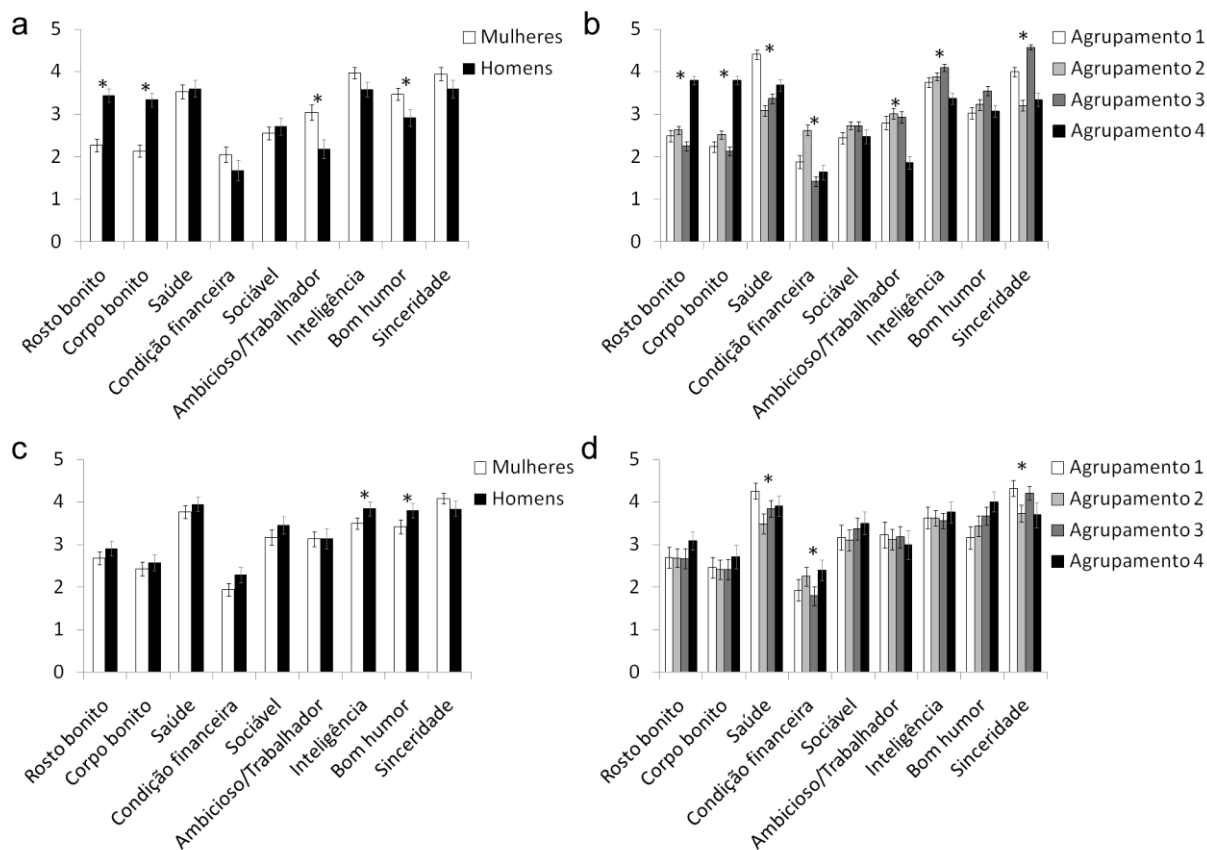 a
5
4
3
2
1
0
Mulheres
Homens
*
*
*
*
Rosto bonito
Corpo bonito
Saúde
Condição financeira
Sociável
Ambicioso/Trabalhador
Inteligência
Bom humor
Sinceridade
b
5
4
3
2
1
0
Agrupamento 1
Agrupamento 2
Agrupamento 3
Agrupamento 4
*
*
*
*
*
*
*
Rosto bonito
Corpo bonito
Saúde
Condição financeira
Sociável
Ambicioso/Trabalhador
Inteligência
Bom humor
Sinceridade
c
5
4
3
2
1
0
Mulheres
Homens
*
*
Rosto bonito
Corpo bonito
Saúde
Condição financeira
Sociável
Ambicioso/Trabalhador
Inteligência
Bom humor
Sinceridade
d
5
4
3
2
1
0
Agrupamento 1
Agrupamento 2
Agrupamento 3
Agrupamento 4
*
*
*
Rosto bonito
Corpo bonito
Saúde
Condição financeira
Sociável
Ambicioso/Trabalhador
Inteligência
Bom humor
Sinceridade